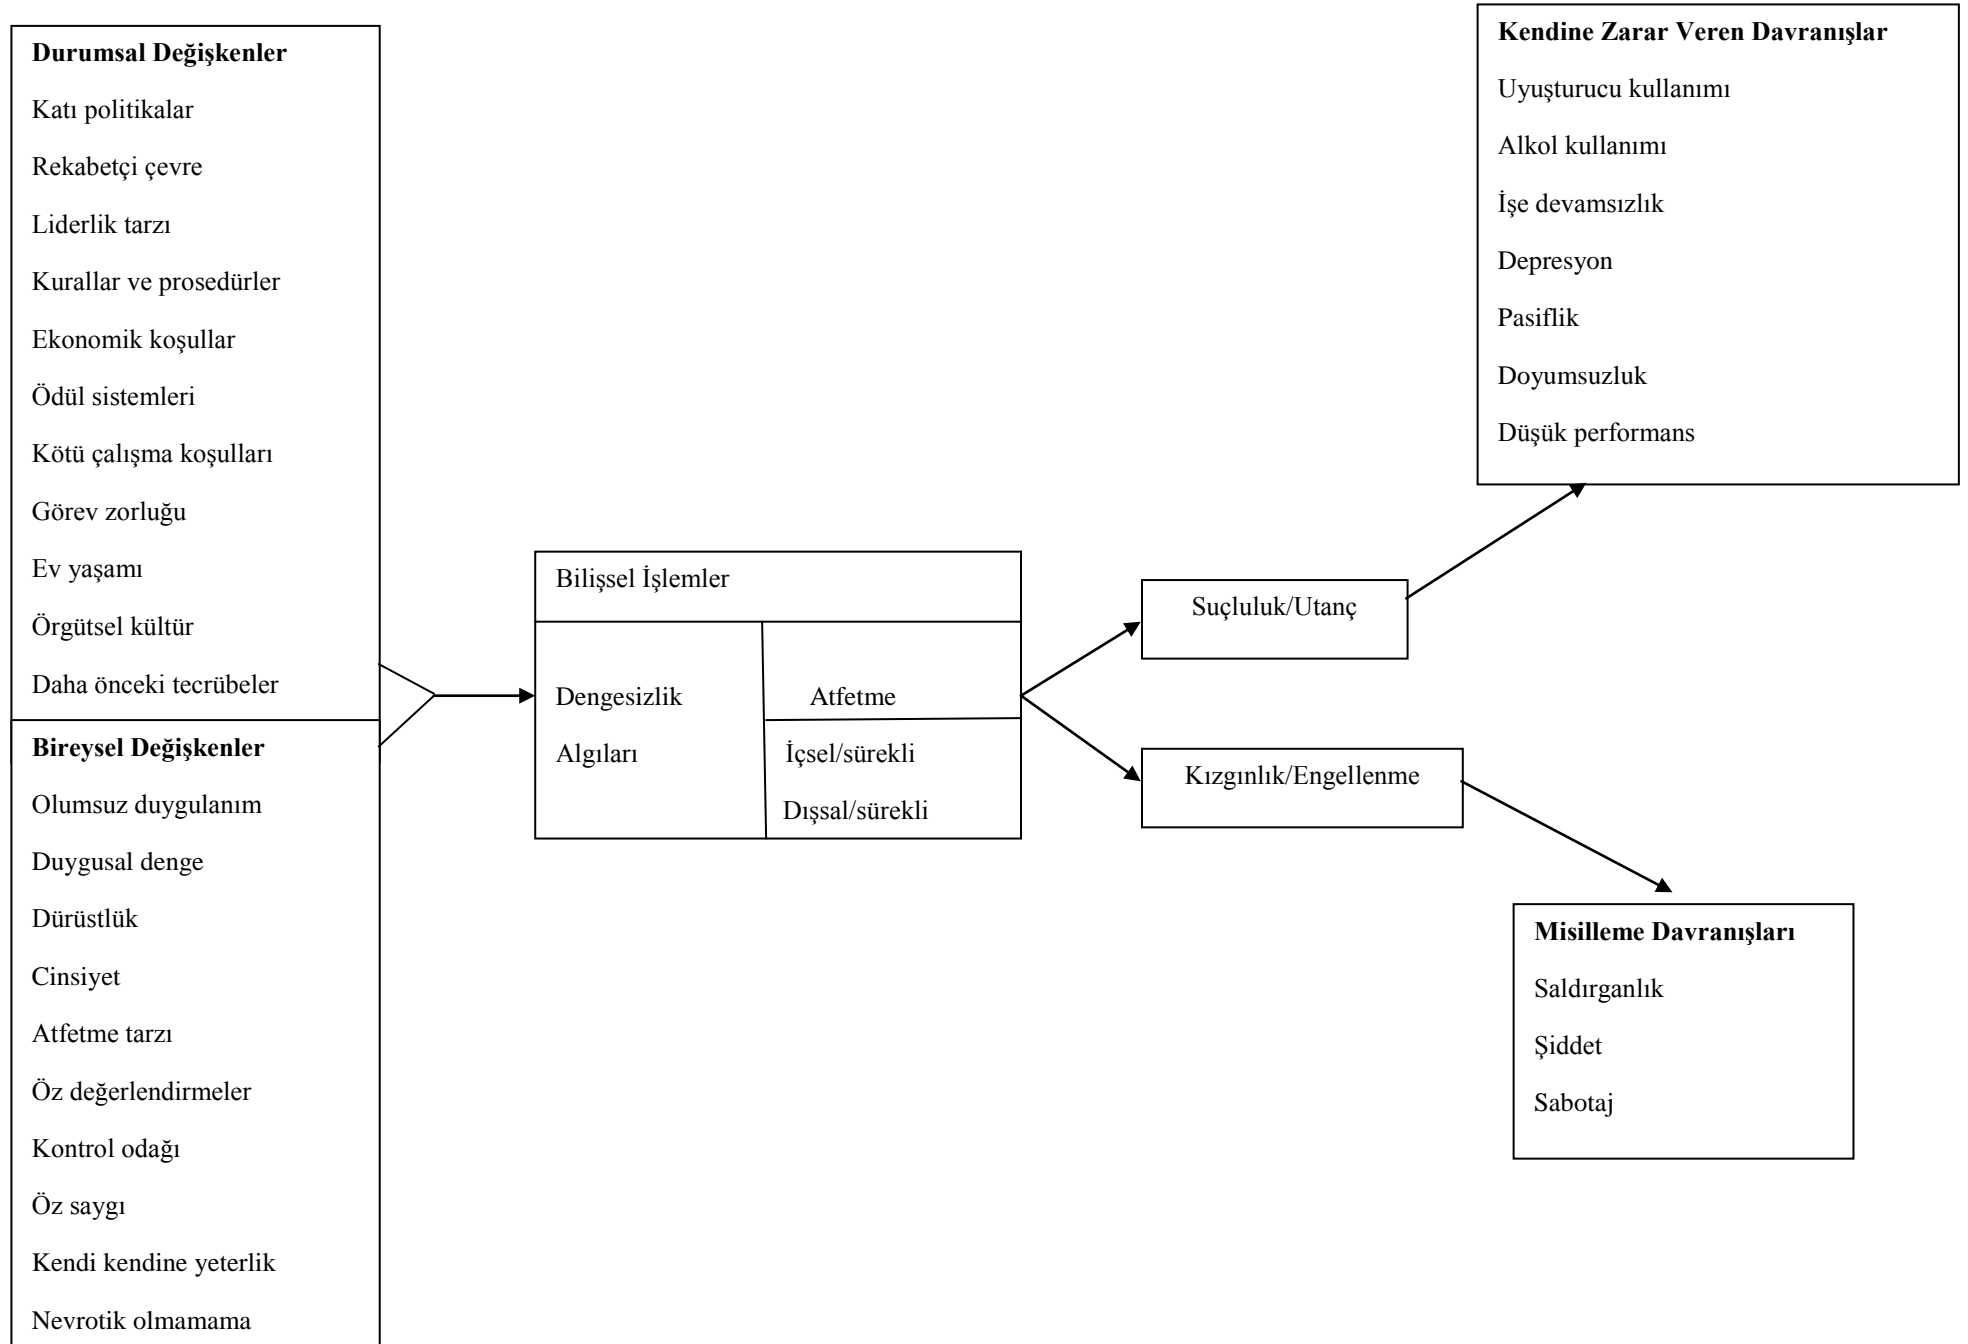 Durumsal Değişkenler
Katı politikalar
Rekabetçi çevre
Liderlik tarzı
Kurallar ve prosedürler
Ekonomik koşullar
Ödül sistemleri
Kötü çalışma koşulları
Görev zorluğu
Ev yaşamı
Örgütsel kültür
Daha önceki tecrübeler
Bireysel Değişkenler
Olumsuz duygulanım
Duygusal denge
Dürüstlük
Cinsiyet
Atfetme tarzı
Öz değerlendirmeler
Kontrol odağı
Öz saygı
Kendi kendine yeterlik
Nevrotik olmamama
Bilişsel İşlemler
Dengesizlik
Algıları
Atfetme
İçsel/sürekli
Dışsal/sürekli
Suçluluk/Utanç
Kızgınlık/Engellenme
Kendine Zarar Veren Davranışlar
Uyuşturucu kullanımı
Alkol kullanımı
İşe devamsızlık
Depresyon
Pasiflik
Doyumsuzluk
Düşük performans
Misilleme Davranışları
Saldırganlık
Şiddet
Sabotaj